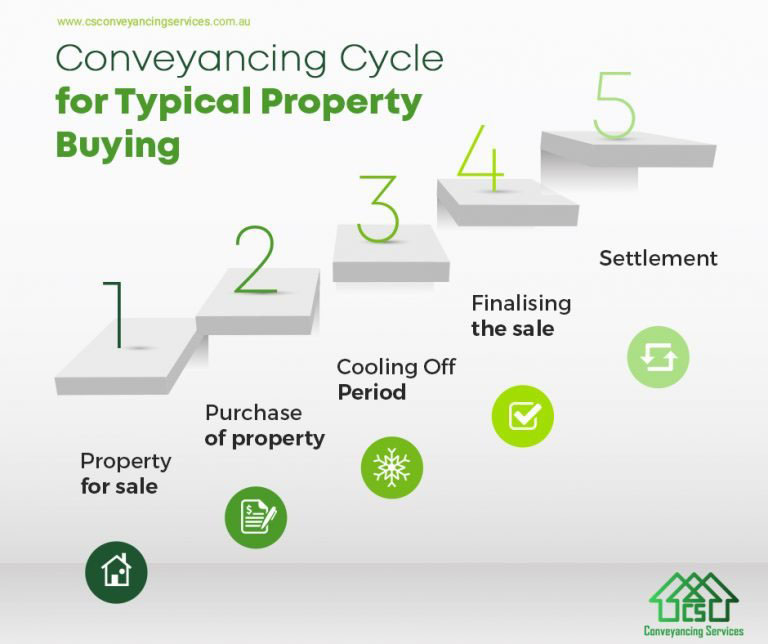 www.csconveyancingservices.com.au
Conveyancing Cycle
for Typical Property
Buying
1
Property
for sale
2
Purchase
of property
$
3
Cooling Off
Period
4
Finalising
the sale
5
Settlement
CS
Conveyancing Services